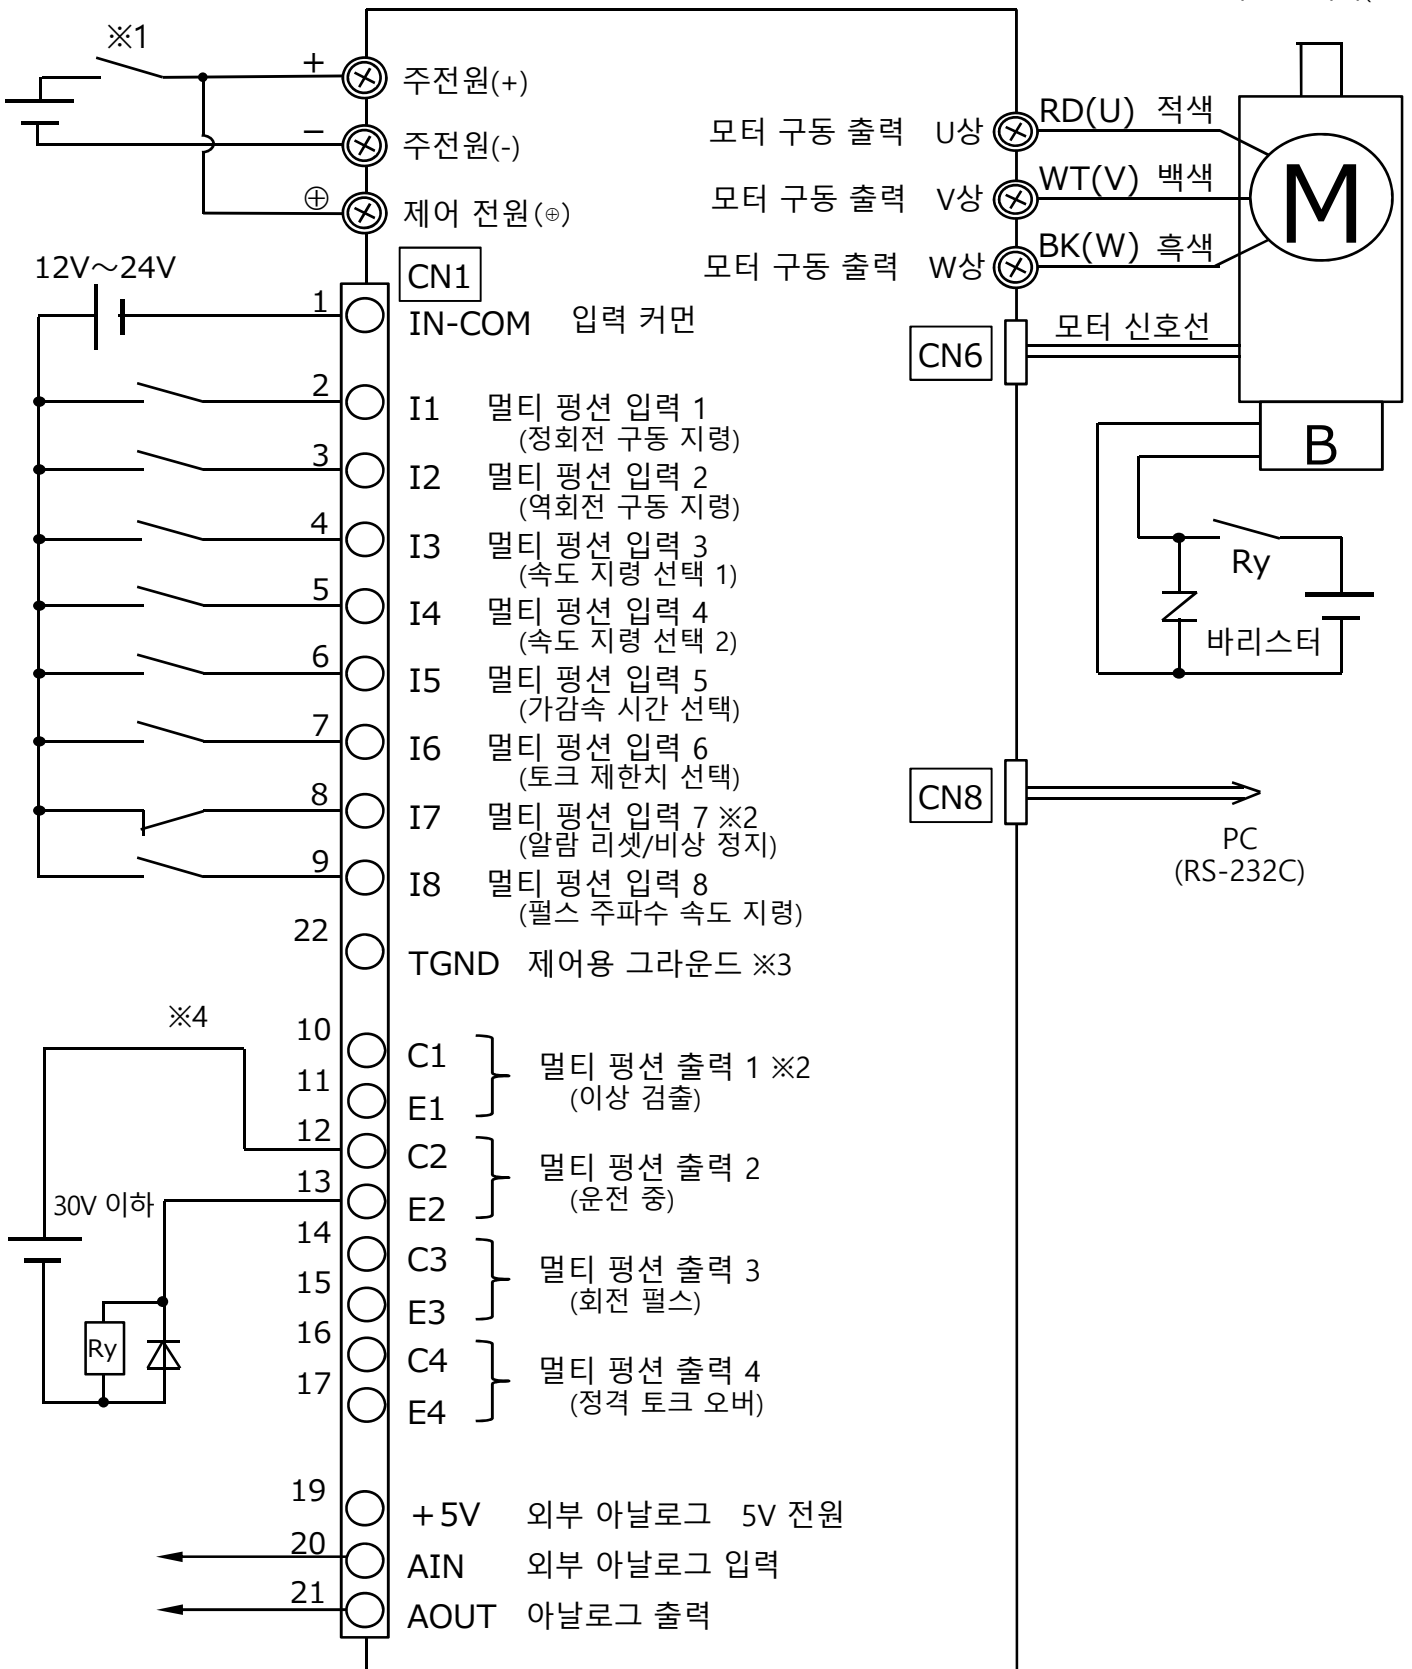 ※1
+ 주전원(+)
− 주전원(-)
⊕ 제어 전원(⊕)
모터 구동 출력 U상 RD(U) 적색
모터 구동 출력 V상 WT(V) 백색
모터 구동 출력 W상 BK(W) 흑색
M
B
Ry
바리스터
CN6 모터 신호선
CN8
PC
(RS-232C)
12V～24V
CN1
1 IN-COM 입력 커먼
2 I1 멀티 펑션 입력 1
(정회전 구동 지령)
3 I2 멀티 펑션 입력 2
(역회전 구동 지령)
4 I3 멀티 펑션 입력 3
(속도 지령 선택 1)
5 I4 멀티 펑션 입력 4
(속도 지령 선택 2)
6 I5 멀티 펑션 입력 5
(가감속 시간 선택)
7 I6 멀티 펑션 입력 6
(토크 제한치 선택)
8 I7 멀티 펑션 입력 7 ※2
(알람 리셋/비상 정지)
9 I8 멀티 펑션 입력 8
(펄스 주파수 속도 지령)
22 TGND 제어용 그라운드 ※3
※4
10 C1
11 E1
멀티 펑션 출력 1 ※2
(이상 검출)
12 C2
13 E2
멀티 펑션 출력 2
(운전 중)
30V 이하
Ry
14 C3
15 E3
멀티 펑션 출력 3
(회전 펄스)
16 C4
17 E4
멀티 펑션 출력 4
(정격 토크 오버)
19 +5V 외부 아날로그 5V 전원
20 AIN 외부 아날로그 입력
21 AOUT 아날로그 출력